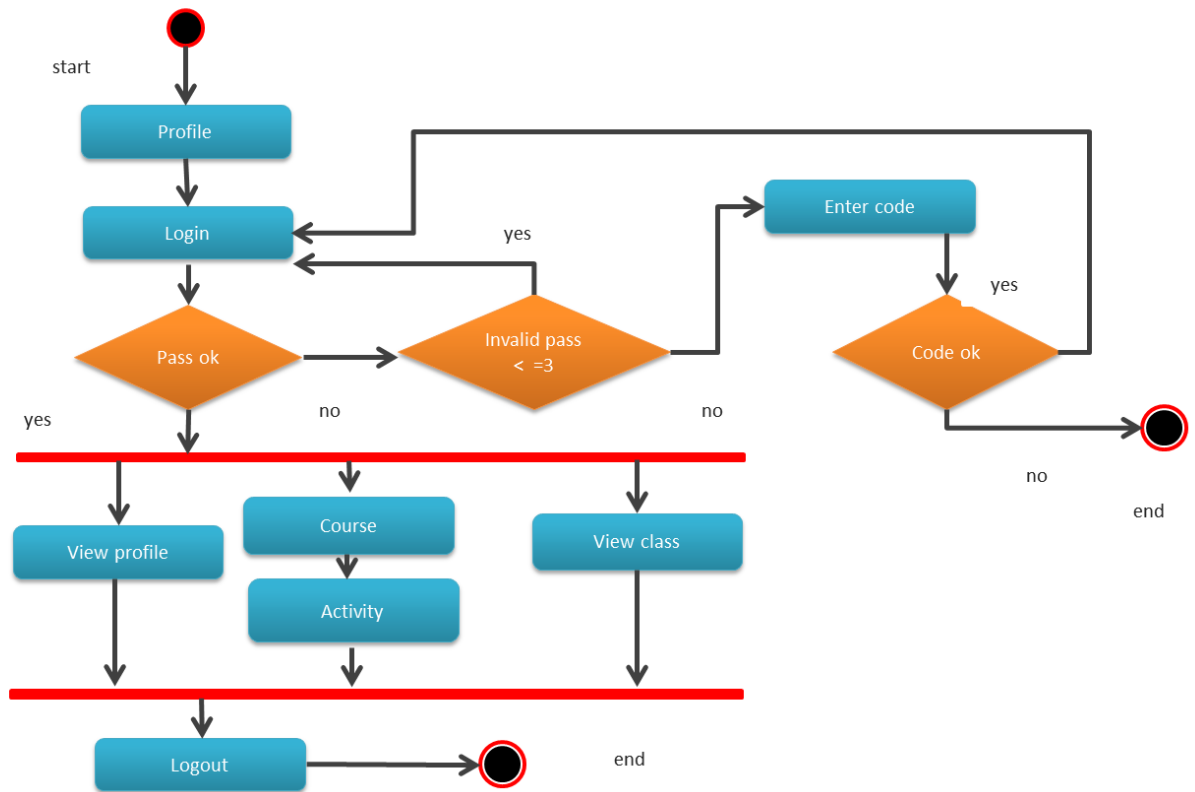 start
Profile
Login
yes
Enter code
yes
Pass ok
Invalid pass
< =3
Code ok
yes
no
no
no
end
View profile
Course
View class
Activity
Logout
end